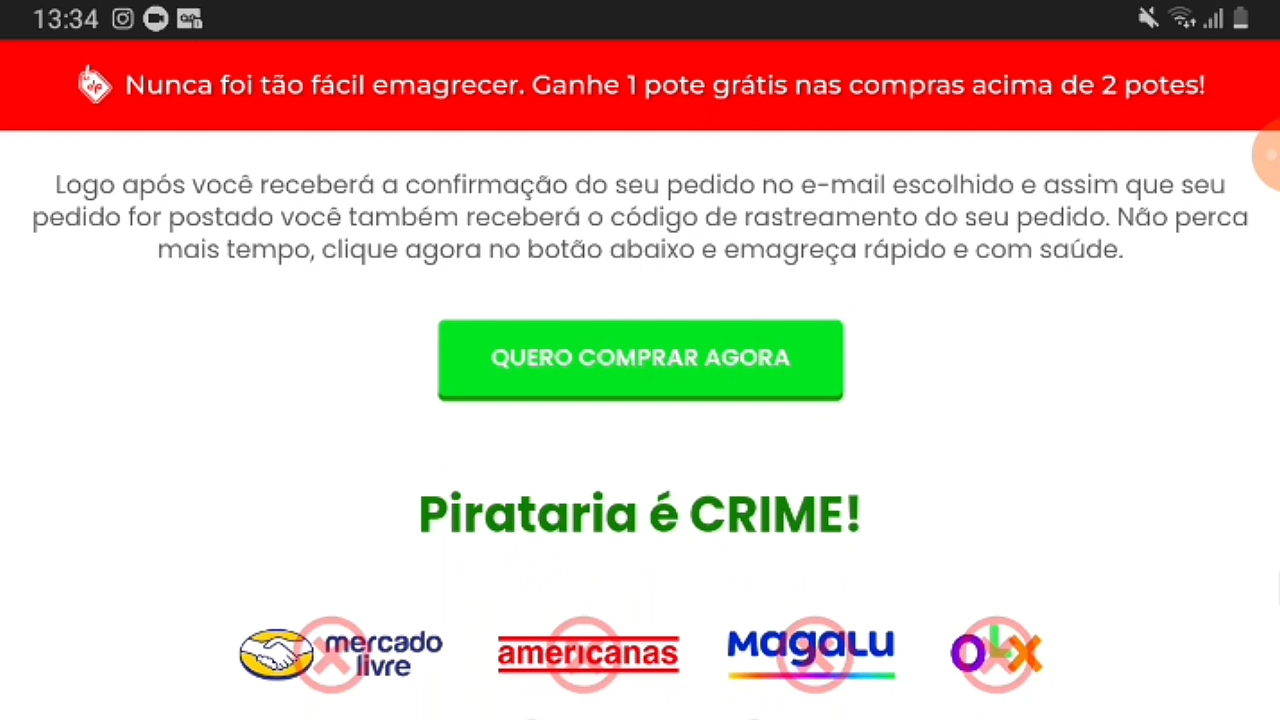 13:34
Nunca foi tão fácil emagrecer. Ganhe 1 pote grátis nas compras acima de 2 potes!
Logo após você receberá a confirmação do seu pedido no e-mail escolhido e assim que seu
pedido for postado você também receberá o código de rastreamento do seu pedido. Não perca
mais tempo, clique agora no botão abaixo e emagreça rápido e com saúde.
QUERO COMPRAR AGORA
Pirataria é CRIME!
mercado
livre
americanas
Magalu
OLX